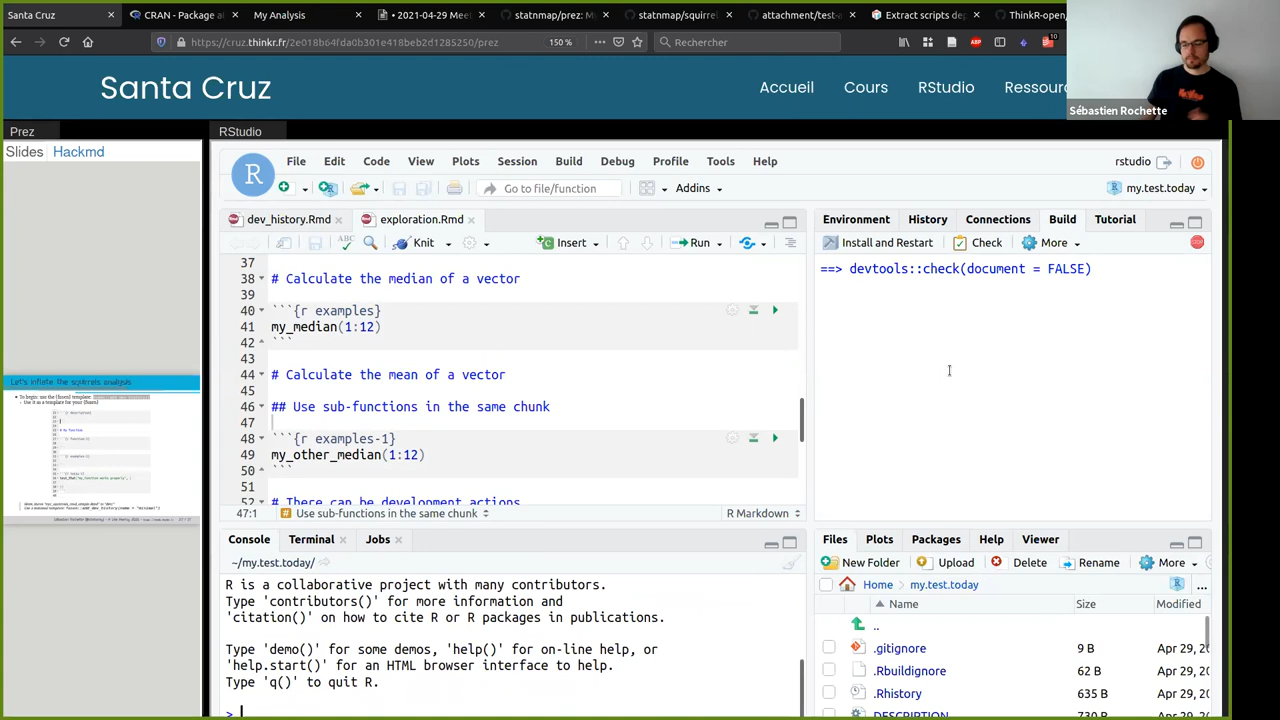 Santa Cruz
CRAN - Package at
My Analysis
• 2021-04-29 Meet
statnmap/prez: My
statnmap/squirrel
attachment/test-a
Extract scripts dep
ThinkR-open/
https://cruz.thinkr.fr/2e018b64fda0b301e418beb2d1285250/prez
150 %
Rechercher
ABP
10
Santa Cruz
Accueil
Cours
RStudio
Ressour
Sébastien Rochette
Prez
RStudio
Slides
Hackmd
R
File
Edit
Code
View
Plots
Session
Build
Debug
Profile
Tools
Help
rstudio
Go to file/function
Addins
my.test.today
dev_history.Rmd
exploration.Rmd
Environment
History
Connections
Build
Tutorial
ABC
Knit
Insert
Run
Install and Restart
Check
More
37
38 # Calculate the median of a vector
39
40 ```{r examples}
41 my_median(1:12)
42 ```
43
44 # Calculate the mean of a vector
45
46 ## Use sub-functions in the same chunk
47
48 ```{r examples-1}
49 my_other_median(1:12)
50 ```
51
52 # There can be development actions
==> devtools::check(document = FALSE)
Let's inflate the squirrels analysis
47:1
# Use sub-functions in the same chunk
R Markdown
Console
Terminal
Jobs
~/my.test.today/
R is a collaborative project with many contributors.
Type 'contributors()' for more information and
'citation()' on how to cite R or R packages in publications.
Type 'demo()' for some demos, 'help()' for on-line help, or
'help.start()' for an HTML browser interface to help.
Type 'q()' to quit R.
>
Files
Plots
Packages
Help
Viewer
New Folder
Upload
Delete
Rename
More
Home
my.test.today
...
Name
Size
Modified
..
.gitignore
9 B
Apr 29, 20
.Rbuildignore
62 B
Apr 29, 20
.Rhistory
635 B
Apr 29, 20
DESCRIPTION
730 B
Apr 29, 20